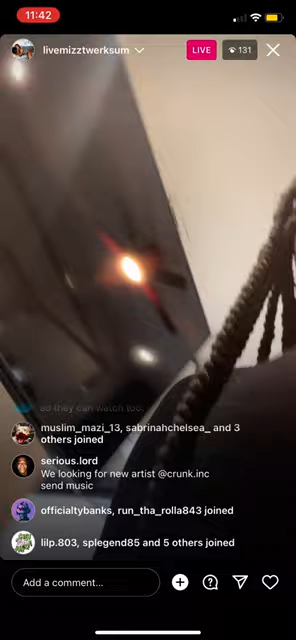 11:42
livemizztwerksum
LIVE
131
so they can watch too.
muslim_mazi_13, sabrinahchelsea_ and 3
others joined
serious.lord
We looking for new artist @crunk.inc
send music
officialtybanks, run_tha_rolla843 joined
lilp.803, splegend85 and 5 others joined
Add a comment...